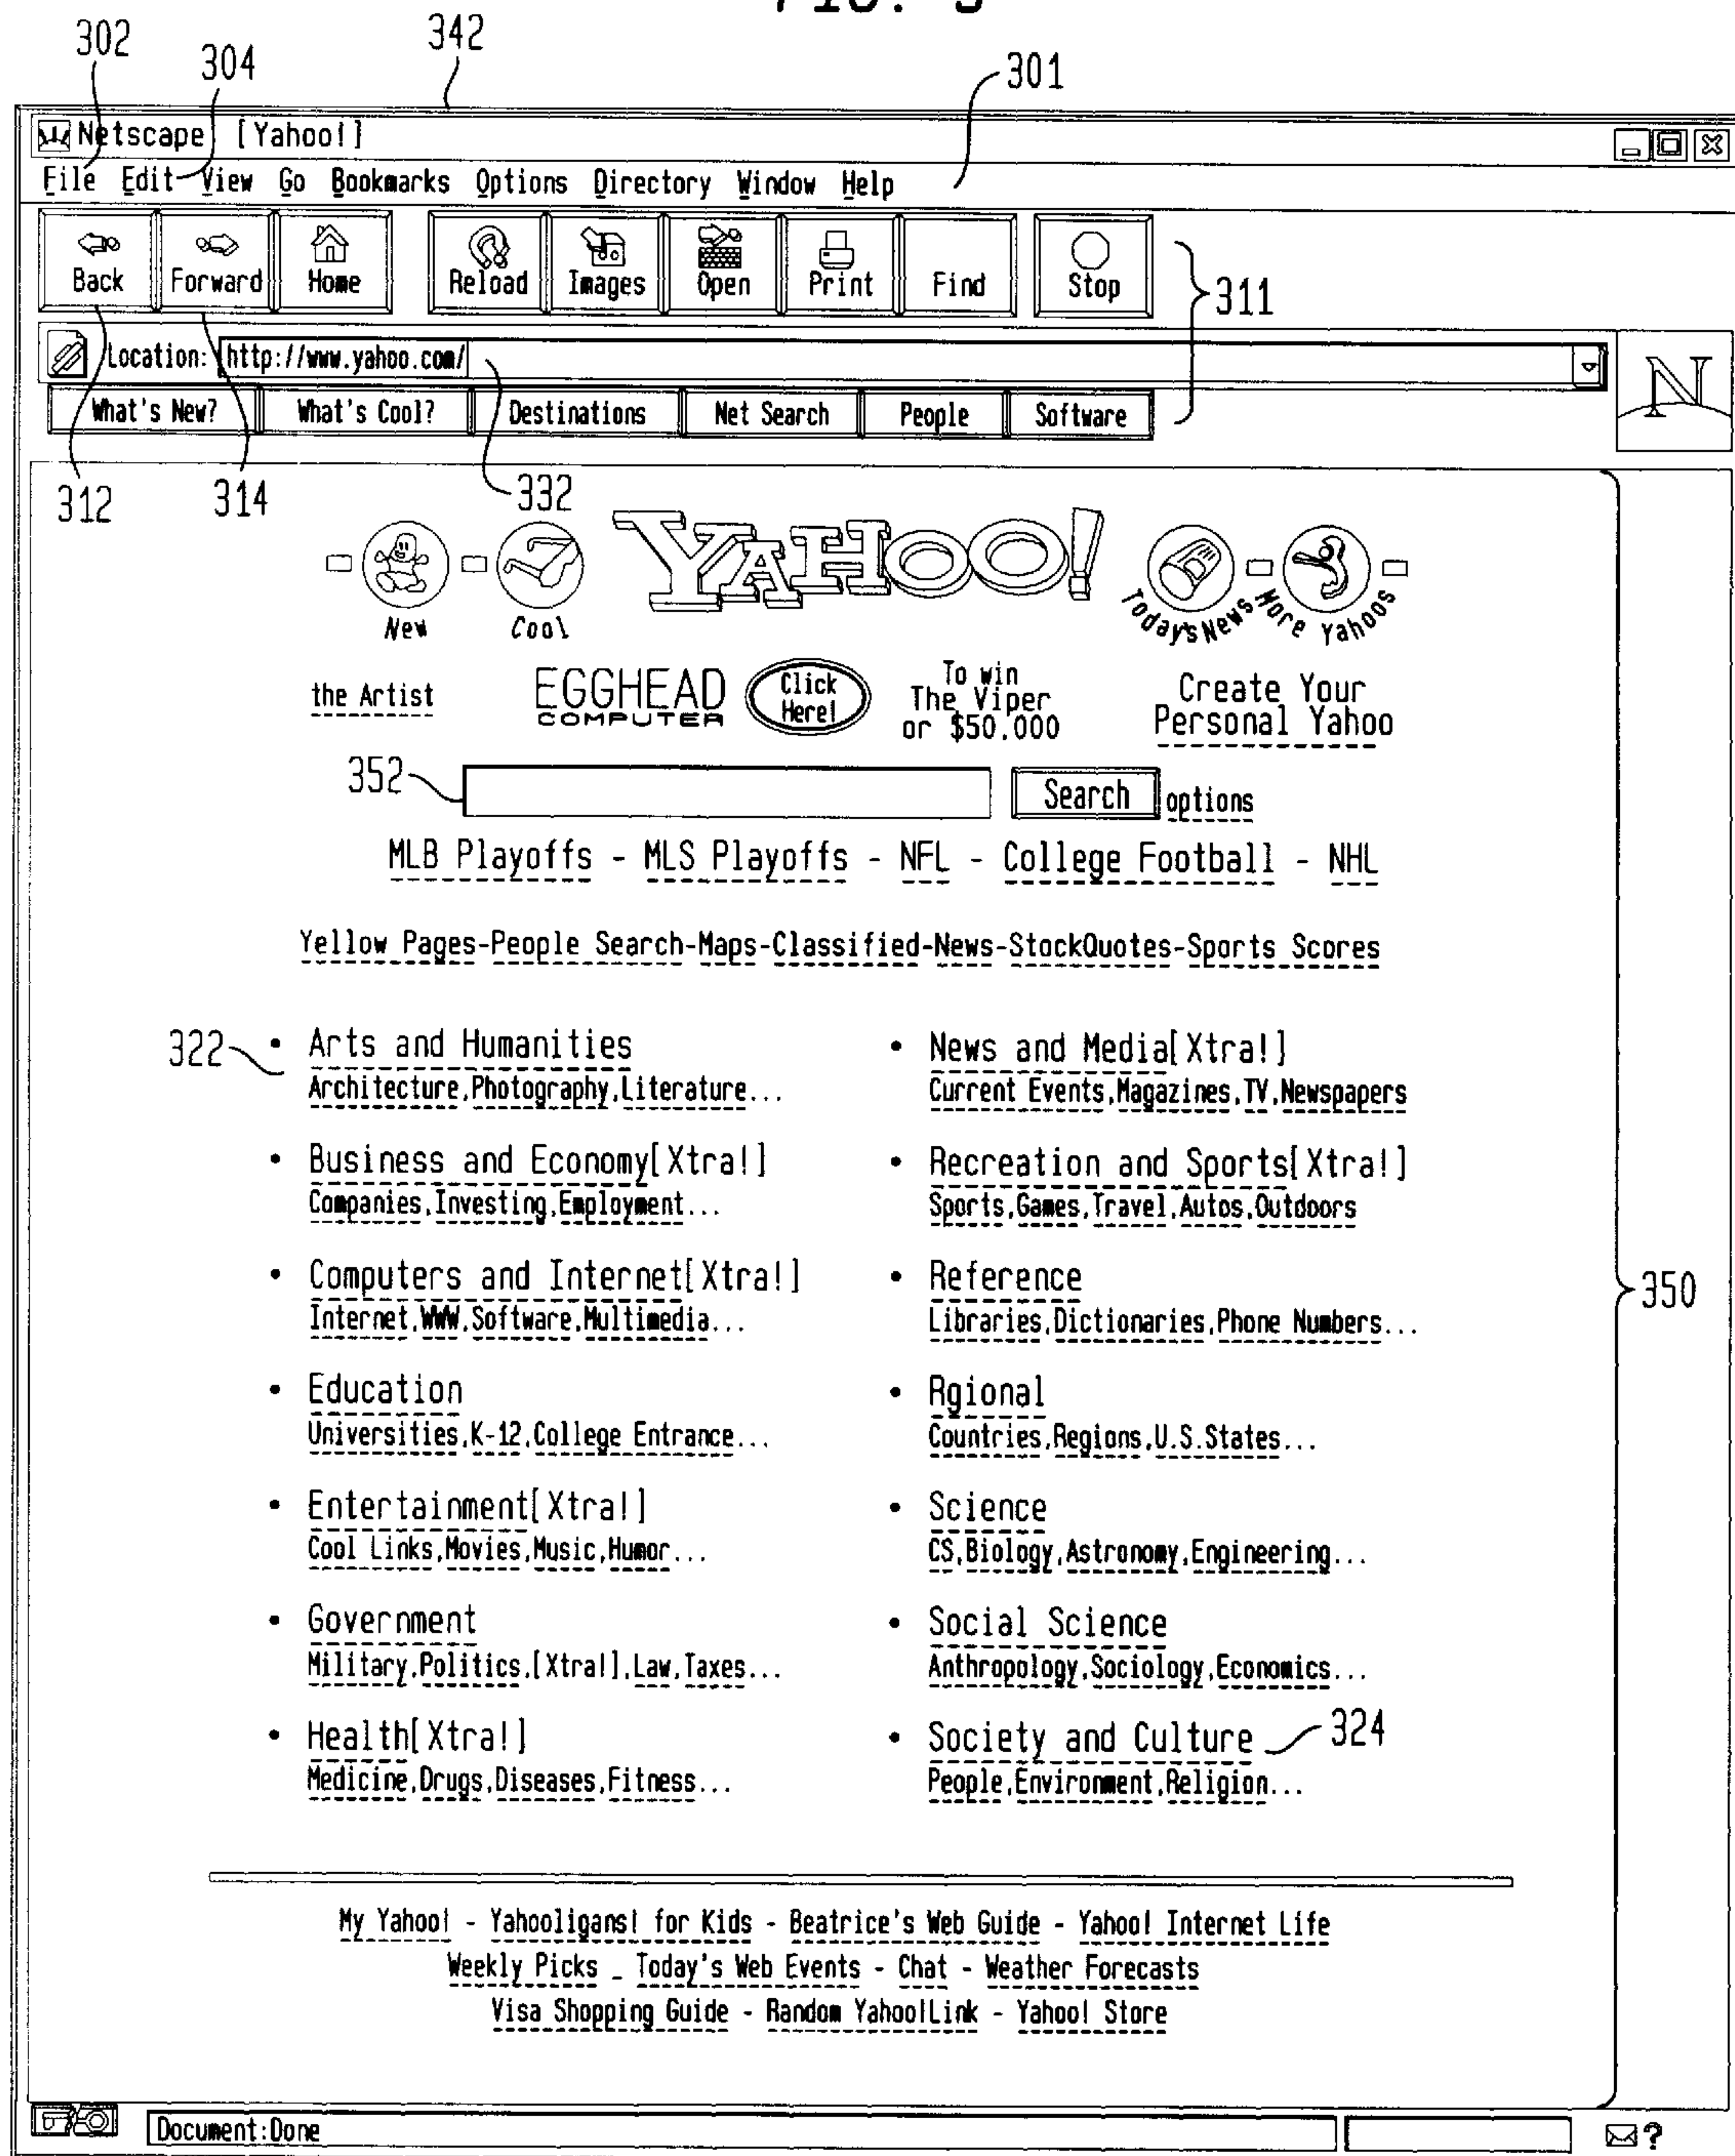 302 304 342 301
Netscape [Yahoo!]
File Edit View Go Bookmarks Options Directory Window Help
Back Forward Home Reload Images Open Print Find Stop
311
Location: http://www.yahoo.com/
N
What's New? What's Cool? Destinations Net Search People Software
312 314 332
YAHOO!
New Cool Today's News More Yahoos
the Artist
EGGHEAD
COMPUTER
Click
Here!
To win
The Viper
or $50,000
Create Your
Personal Yahoo
352 Search options
MLB Playoffs - MLS Playoffs - NFL - College Football - NHL
Yellow Pages-People Search-Maps-Classified-News-StockQuotes-Sports Scores
322
• Arts and Humanities
Architecture,Photography,Literature...
• Business and Economy[Xtra!]
Companies,Investing,Employment...
• Computers and Internet[Xtra!]
Internet,WWW,Software,Multimedia...
• Education
Universities,K-12,College Entrance...
• Entertainment[Xtra!]
Cool Links,Movies,Music,Humor...
• Government
Military,Politics,[Xtra!],Law,Taxes...
• Health[Xtra!]
Medicine,Drugs,Diseases,Fitness...
• News and Media[Xtra!]
Current Events,Magazines,TV,Newspapers
• Recreation and Sports[Xtra!]
Sports,Games,Travel,Autos,Outdoors
• Reference
Libraries,Dictionaries,Phone Numbers...
• Rgional
Countries,Regions,U.S.States...
• Science
CS,Biology,Astronomy,Engineering...
• Social Science
Anthropology,Sociology,Economics...
• Society and Culture 324
People,Environment,Religion...
350
My Yahoo! - Yahooligans! for Kids - Beatrice's Web Guide - Yahoo! Internet Life
Weekly Picks _ Today's Web Events - Chat - Weather Forecasts
Visa Shopping Guide - Random Yahoo!Link - Yahoo! Store
Document:Done
?